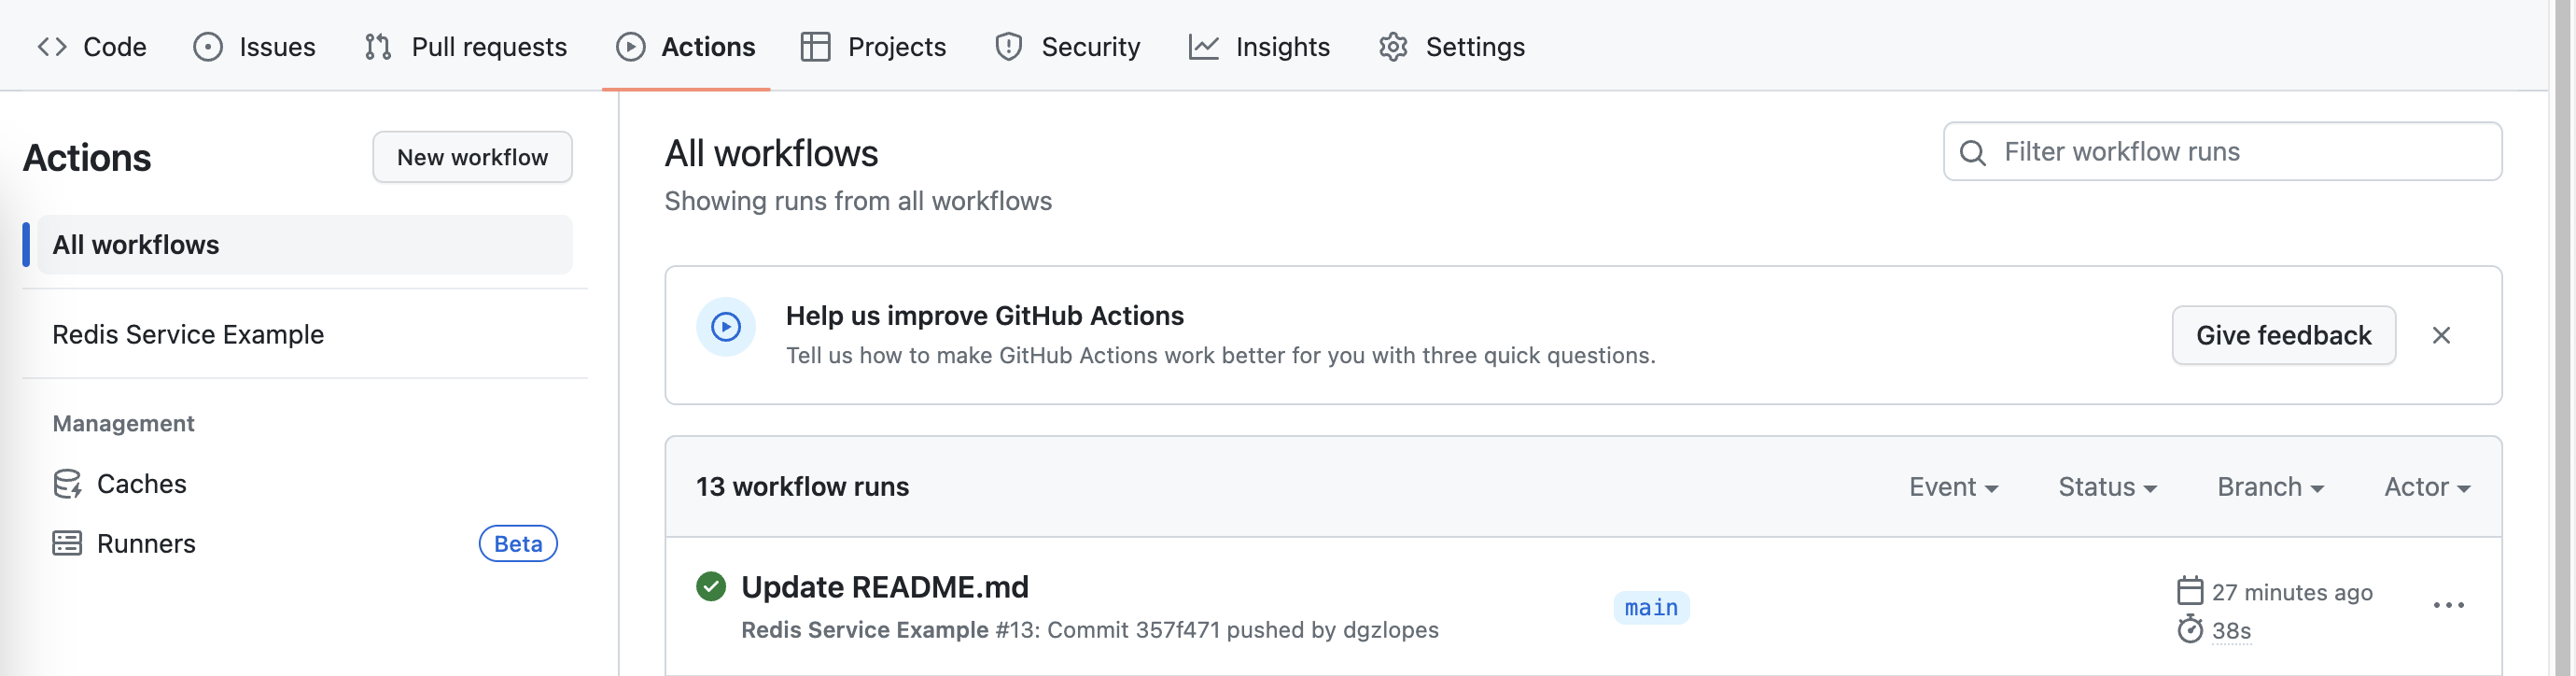 Code Issues Pull requests Actions Projects Security Insights Settings
Actions
New workflow
All workflows
Redis Service Example
Management
Caches
Runners Beta
All workflows
Showing runs from all workflows
Filter workflow runs
Help us improve GitHub Actions
Tell us how to make GitHub Actions work better for you with three quick questions.
Give feedback
13 workflow runs
Event Status Branch Actor
Update README.md
Redis Service Example #13: Commit 357f471 pushed by dgzlopes
main
27 minutes ago
38s